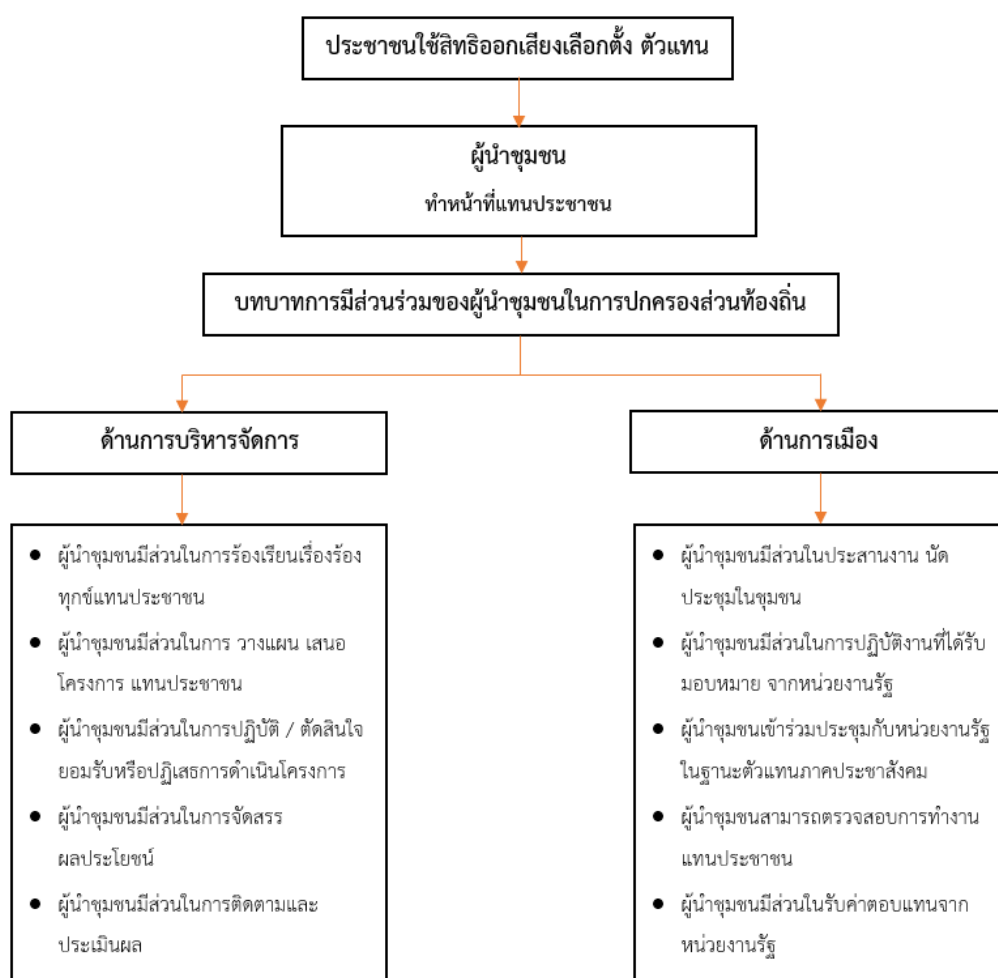 ประชาชนใช้สิทธิออกเสียงเลือกตั้ง ตัวแทน
ผู้นำชุมชน
ทำหน้าที่แทนประชาชน
บทบาทการมีส่วนร่วมของผู้นำชุมชนในการปกครองส่วนท้องถิ่น
ด้านการบริหารจัดการ
● ผู้นำชุมชนมีส่วนในการร้องเรียนเรื่องร้อง
ทุกข์แทนประชาชน
● ผู้นำชุมชนมีส่วนในการ วางแผน เสนอ
โครงการ แทนประชาชน
● ผู้นำชุมชนมีส่วนในการปฏิบัติ / ตัดสินใจ
ยอมรับหรือปฏิเสธการดำเนินโครงการ
● ผู้นำชุมชนมีส่วนในการจัดสรร
ผลประโยชน์
● ผู้นำชุมชนมีส่วนในการติดตามและ
ประเมินผล
ด้านการเมือง
● ผู้นำชุมชนมีส่วนในประสานงาน นัด
ประชุมในชุมชน
● ผู้นำชุมชนมีส่วนในการปฏิบัติงานที่ได้รับ
มอบหมาย จากหน่วยงานรัฐ
● ผู้นำชุมชนเข้าร่วมประชุมกับหน่วยงานรัฐ
ในฐานะตัวแทนภาคประชาสังคม
● ผู้นำชุมชนสามารถตรวจสอบการทำงาน
แทนประชาชน
● ผู้นำชุมชนมีส่วนในรับค่าตอบแทนจาก
หน่วยงานรัฐ